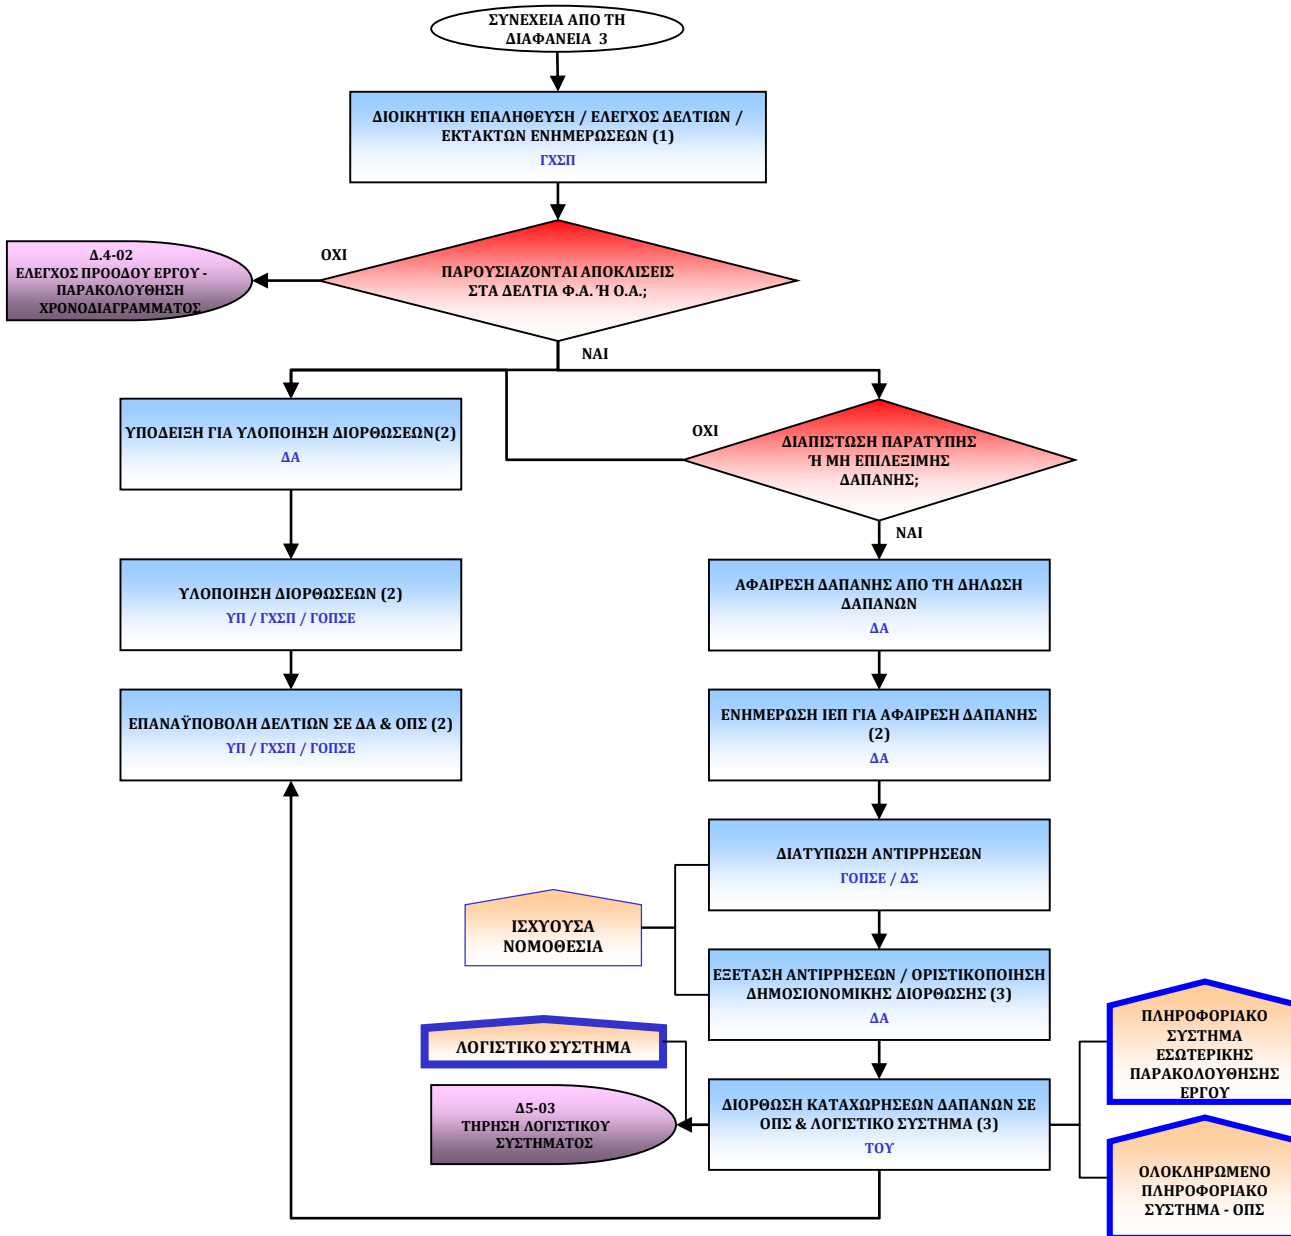 ΣΥΝΕΧΕΙΑ ΑΠΟ ΤΗ
ΔΙΑΦΑΝΕΙΑ 3
ΔΙΟΙΚΗΤΙΚΗ ΕΠΑΛΗΘΕΥΣΗ / ΕΛΕΓΧΟΣ ΔΕΛΤΙΩΝ /
ΕΚΤΑΚΤΩΝ ΕΝΗΜΕΡΩΣΕΩΝ (1)
ΓΧΣΠ
Δ.4-02
ΕΛΕΓΧΟΣ ΠΡΟΟΔΟΥ ΕΡΓΟΥ -
ΠΑΡΑΚΟΛΟΥΘΗΣΗ
ΧΡΟΝΟΔΙΑΓΡΑΜΜΑΤΟΣ
ΟΧΙ
ΠΑΡΟΥΣΙΑΖΟΝΤΑΙ ΑΠΟΚΛΙΣΕΙΣ
ΣΤΑ ΔΕΛΤΙΑ Φ.Α. Ή Ο.Α.;
ΝΑΙ
ΥΠΟΔΕΙΞΗ ΓΙΑ ΥΛΟΠΟΙΗΣΗ ΔΙΟΡΘΩΣΕΩΝ(2)
ΔΑ
ΟΧΙ
ΔΙΑΠΙΣΤΩΣΗ ΠΑΡΑΤΥΠΗΣ
Ή ΜΗ ΕΠΙΛΕΞΙΜΗΣ
ΔΑΠΑΝΗΣ;
ΝΑΙ
ΥΛΟΠΟΙΗΣΗ ΔΙΟΡΘΩΣΕΩΝ (2)
ΥΠ / ΓΧΣΠ / ΓΟΠΣΕ
ΑΦΑΙΡΕΣΗ ΔΑΠΑΝΗΣ ΑΠΟ ΤΗ ΔΗΛΩΣΗ
ΔΑΠΑΝΩΝ
ΔΑ
ΕΠΑΝΑΫΠΟΒΟΛΗ ΔΕΛΤΙΩΝ ΣΕ ΔΑ & ΟΠΣ (2)
ΥΠ / ΓΧΣΠ / ΓΟΠΣΕ
ΕΝΗΜΕΡΩΣΗ ΙΕΠ ΓΙΑ ΑΦΑΙΡΕΣΗ ΔΑΠΑΝΗΣ
(2)
ΔΑ
ΔΙΑΤΥΠΩΣΗ ΑΝΤΙΡΡΗΣΕΩΝ
ΓΟΠΣΕ / ΔΣ
ΙΣΧΥΟΥΣΑ
ΝΟΜΟΘΕΣΙΑ
ΕΞΕΤΑΣΗ ΑΝΤΙΡΡΗΣΕΩΝ / ΟΡΙΣΤΙΚΟΠΟΙΗΣΗ
ΔΗΜΟΣΙΟΝΟΜΙΚΗΣ ΔΙΟΡΘΩΣΗΣ (3)
ΔΑ
ΛΟΓΙΣΤΙΚΟ ΣΥΣΤΗΜΑ
ΠΛΗΡΟΦΟΡΙΑΚΟ
ΣΥΣΤΗΜΑ
ΕΣΩΤΕΡΙΚΗΣ
ΠΑΡΑΚΟΛΟΥΘΗΣΗΣ
ΕΡΓΟΥ
Δ5-03
ΤΗΡΗΣΗ ΛΟΓΙΣΤΙΚΟΥ
ΣΥΣΤΗΜΑΤΟΣ
ΔΙΟΡΘΩΣΗ ΚΑΤΑΧΩΡΗΣΕΩΝ ΔΑΠΑΝΩΝ ΣΕ
ΟΠΣ & ΛΟΓΙΣΤΙΚΟ ΣΥΣΤΗΜΑ (3)
ΤΟΥ
ΟΛΟΚΛΗΡΩΜΕΝΟ
ΠΛΗΡΟΦΟΡΙΑΚΟ
ΣΥΣΤΗΜΑ - ΟΠΣ